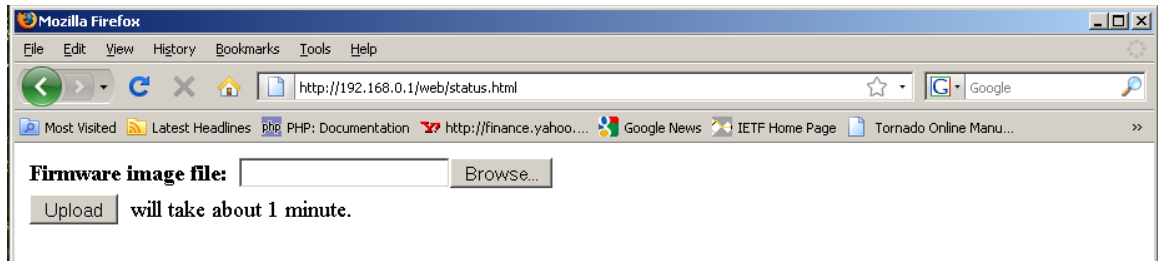 Mozilla Firefox
File Edit View History Bookmarks Tools Help
http://192.168.0.1/web/status.html G Google
Most Visited Latest Headlines php PHP: Documentation Y! http://finance.yahoo.... Google News IETF Home Page Tornado Online Manu... »
Firmware image file: Browse...
Upload will take about 1 minute.